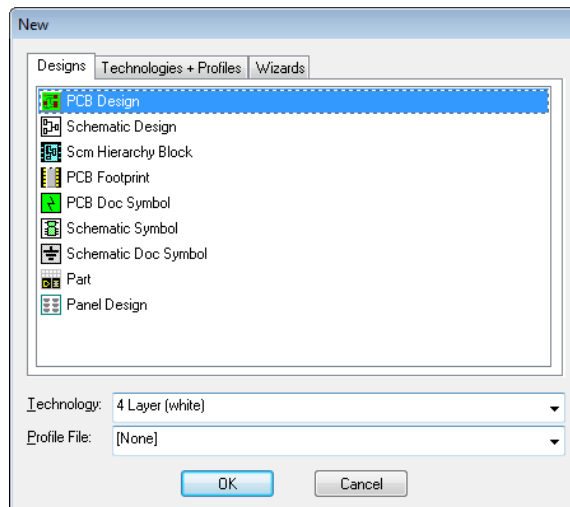 New
Designs Technologies + Profiles Wizards
PCB Design
Schematic Design
Scm Hierarchy Block
PCB Footprint
PCB Doc Symbol
Schematic Symbol
Schematic Doc Symbol
Part
Panel Design
Technology: 4 Layer (white)
Profile File: [None]
OK Cancel